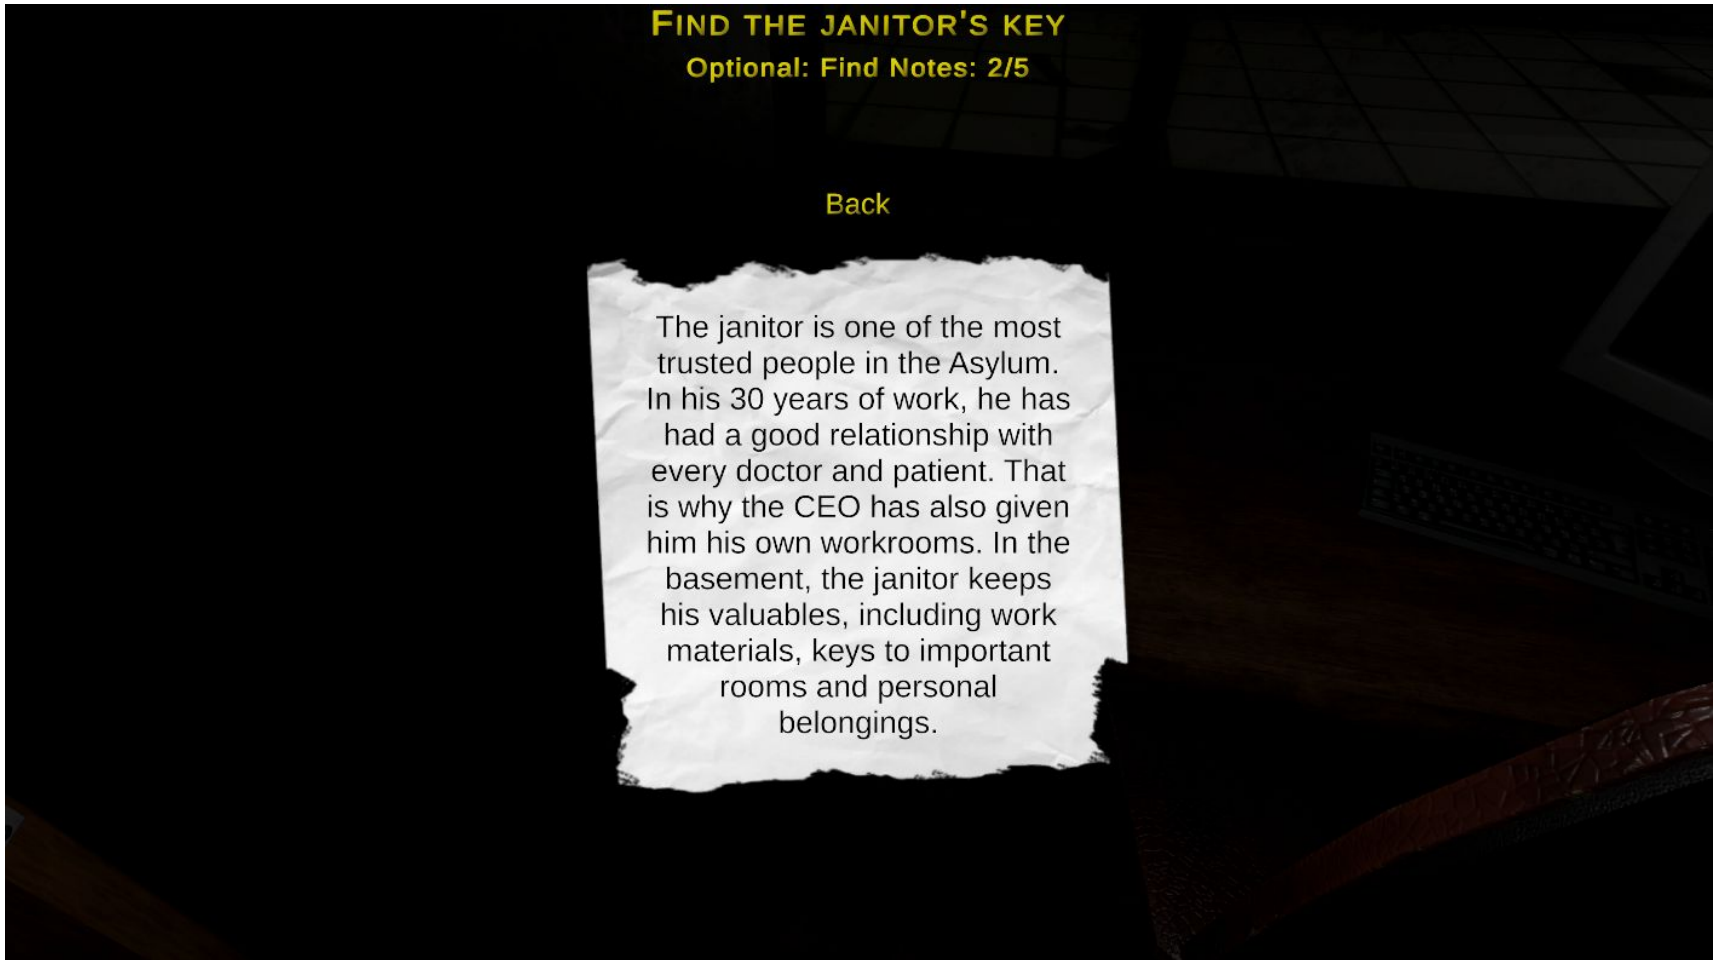 FIND THE JANITOR'S KEY
Optional: Find Notes: 2/5
Back
The janitor is one of the most
trusted people in the Asylum.
In his 30 years of work, he has
had a good relationship with
every doctor and patient. That
is why the CEO has also given
him his own workrooms. In the
basement, the janitor keeps
his valuables, including work
materials, keys to important
rooms and personal
belongings.